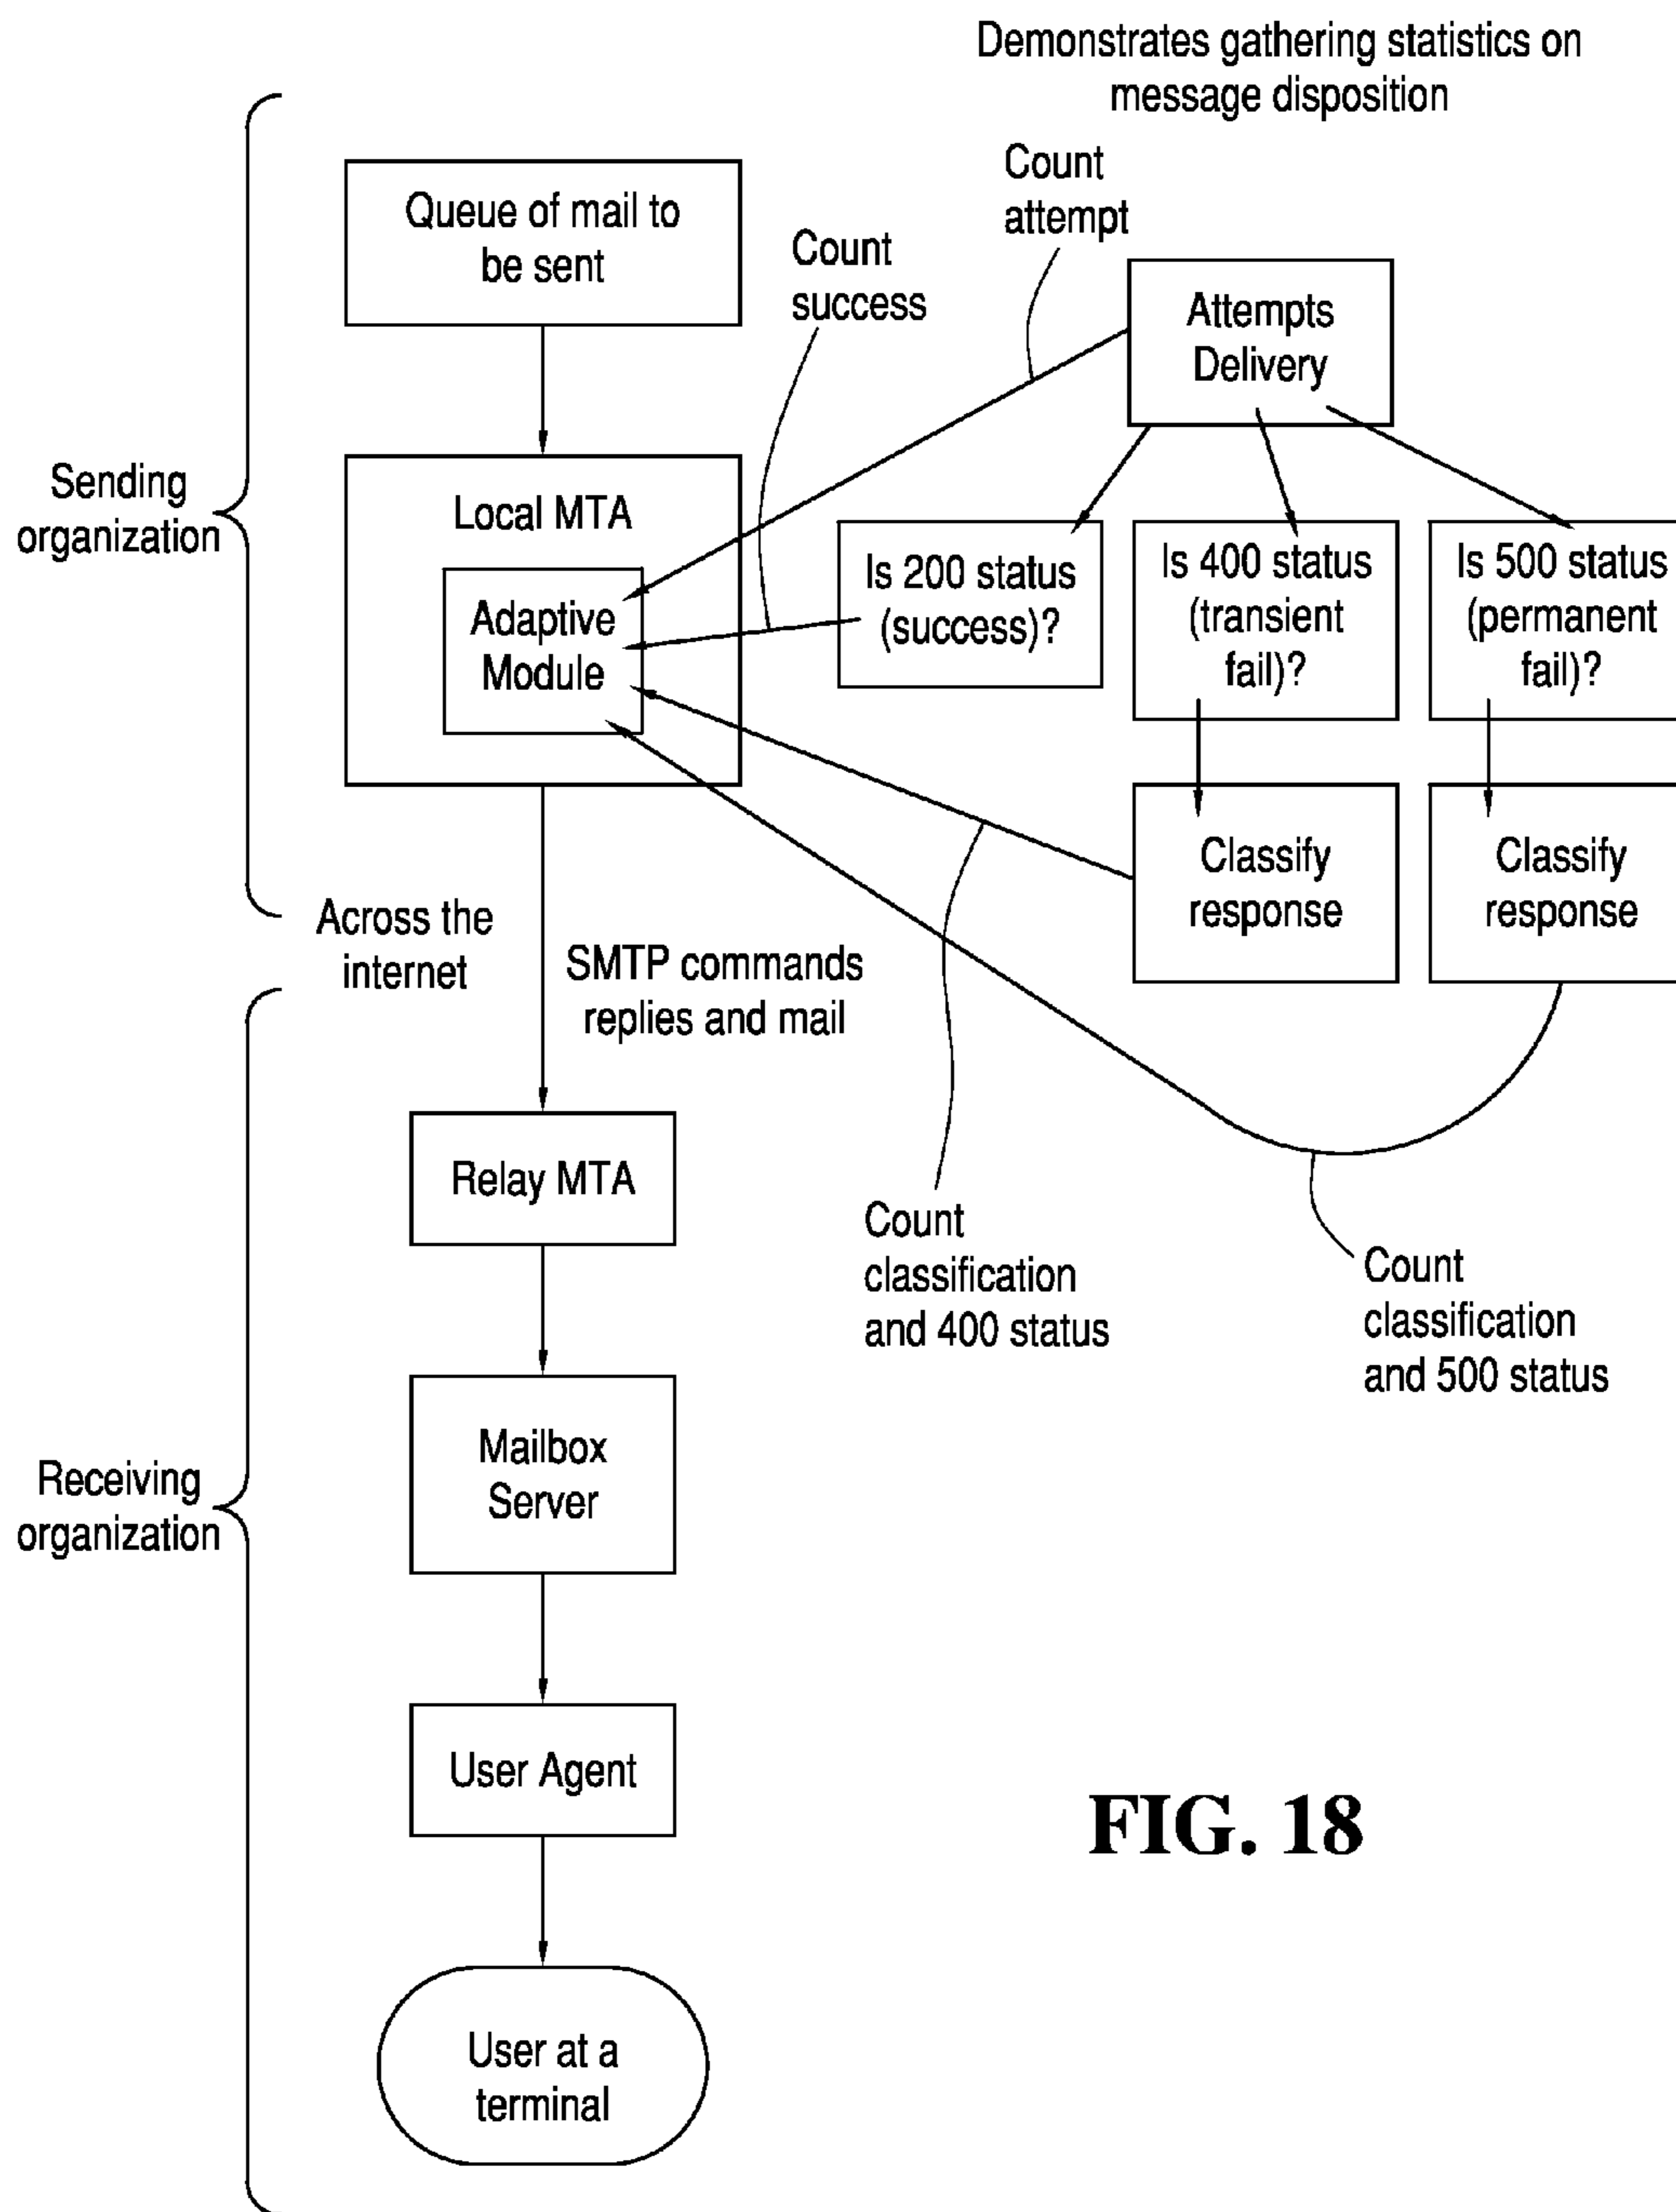 Demonstrates gathering statistics on
message disposition
Count
attempt
Queue of mail to
be sent
Count
success
Attempts
Delivery
Sending
organization
Local MTA
Adaptive
Module
Is 200 status
(success)?
Is 400 status
(transient
fail)?
Is 500 status
(permanent
fail)?
Classify
response
Classify
response
Across the
internet
SMTP commands
replies and mail
Relay MTA
Count
classification
and 400 status
Count
classification
and 500 status
Receiving
organization
Mailbox
Server
User Agent
FIG. 18
User at a
terminal